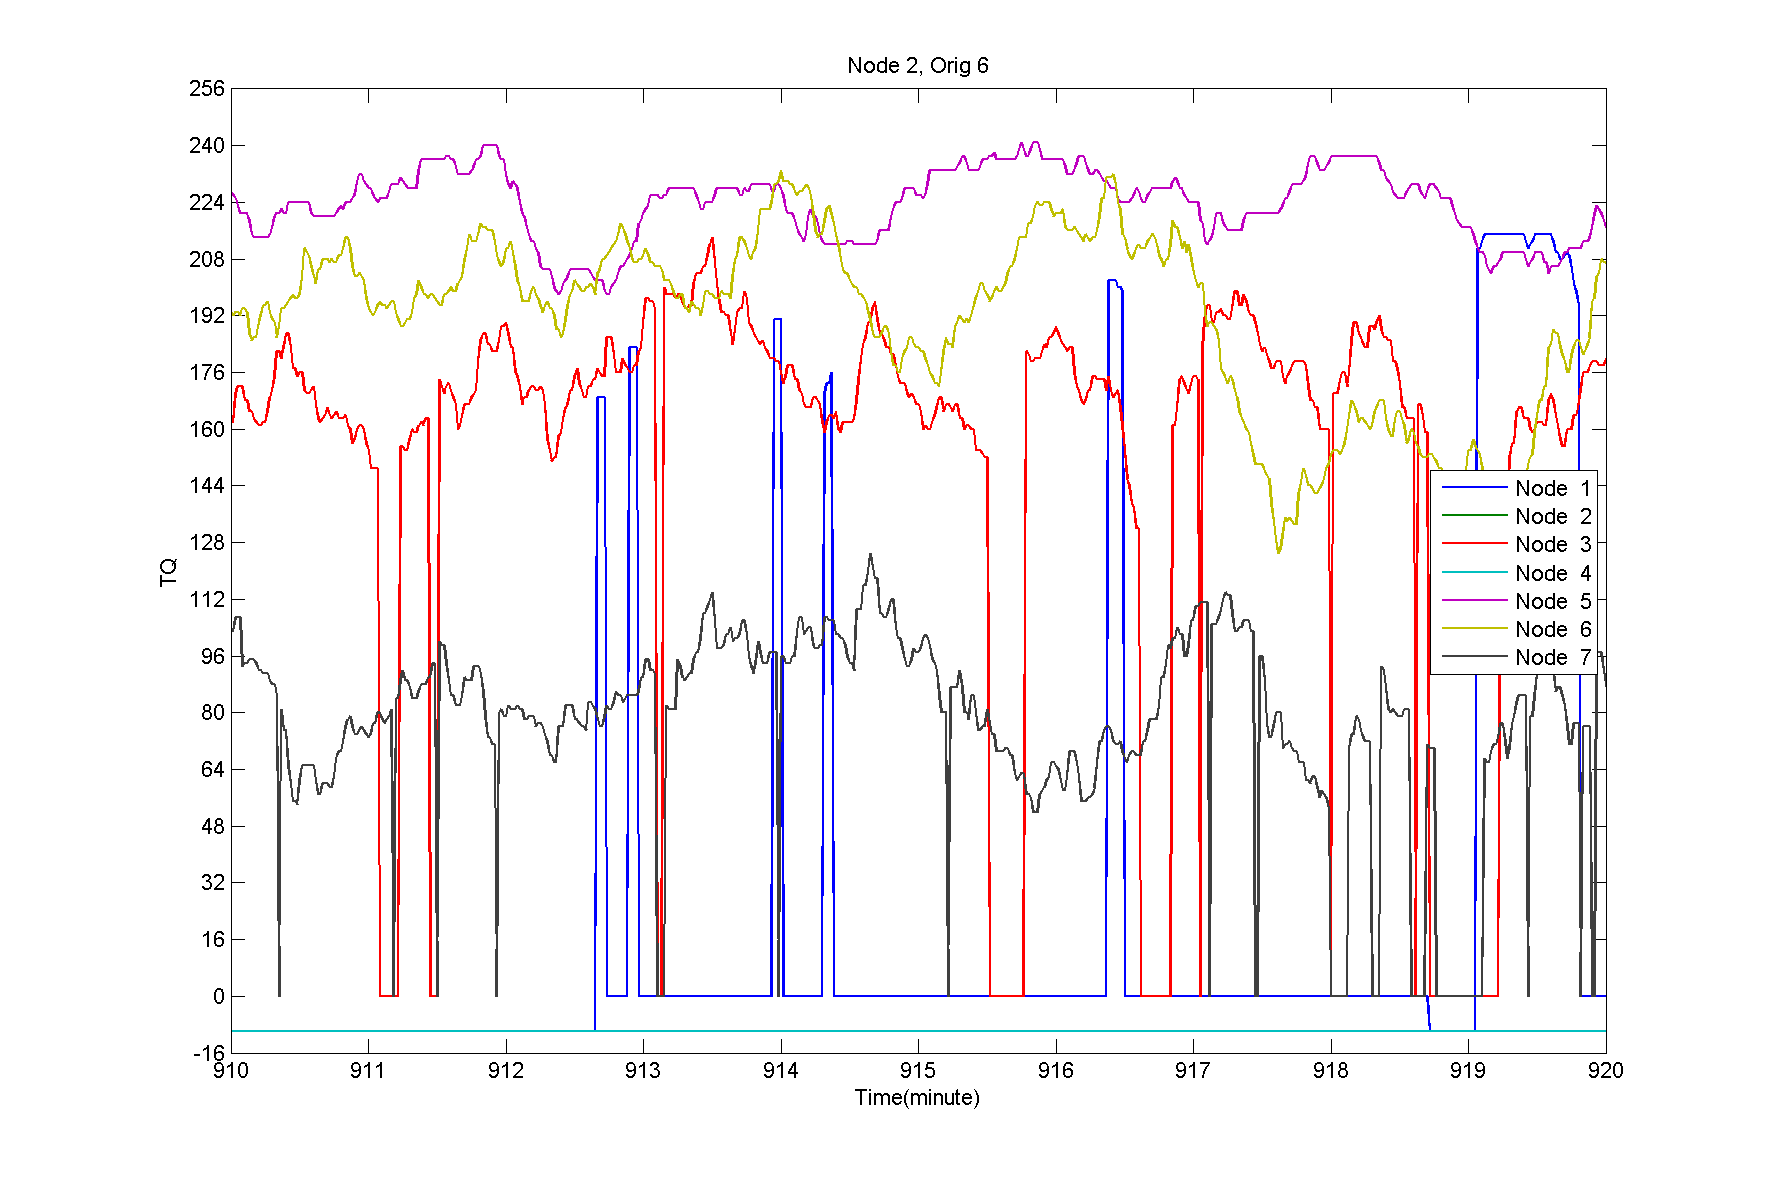 Node 2, Orig 6
256
240
224
208
192
176
160
144
128
112
96
80
64
48
32
16
0
-16
TQ
Node 1
Node 2
Node 3
Node 4
Node 5
Node 6
Node 7
910 911 912 913 914 915 916 917 918 919 920
Time(minute)